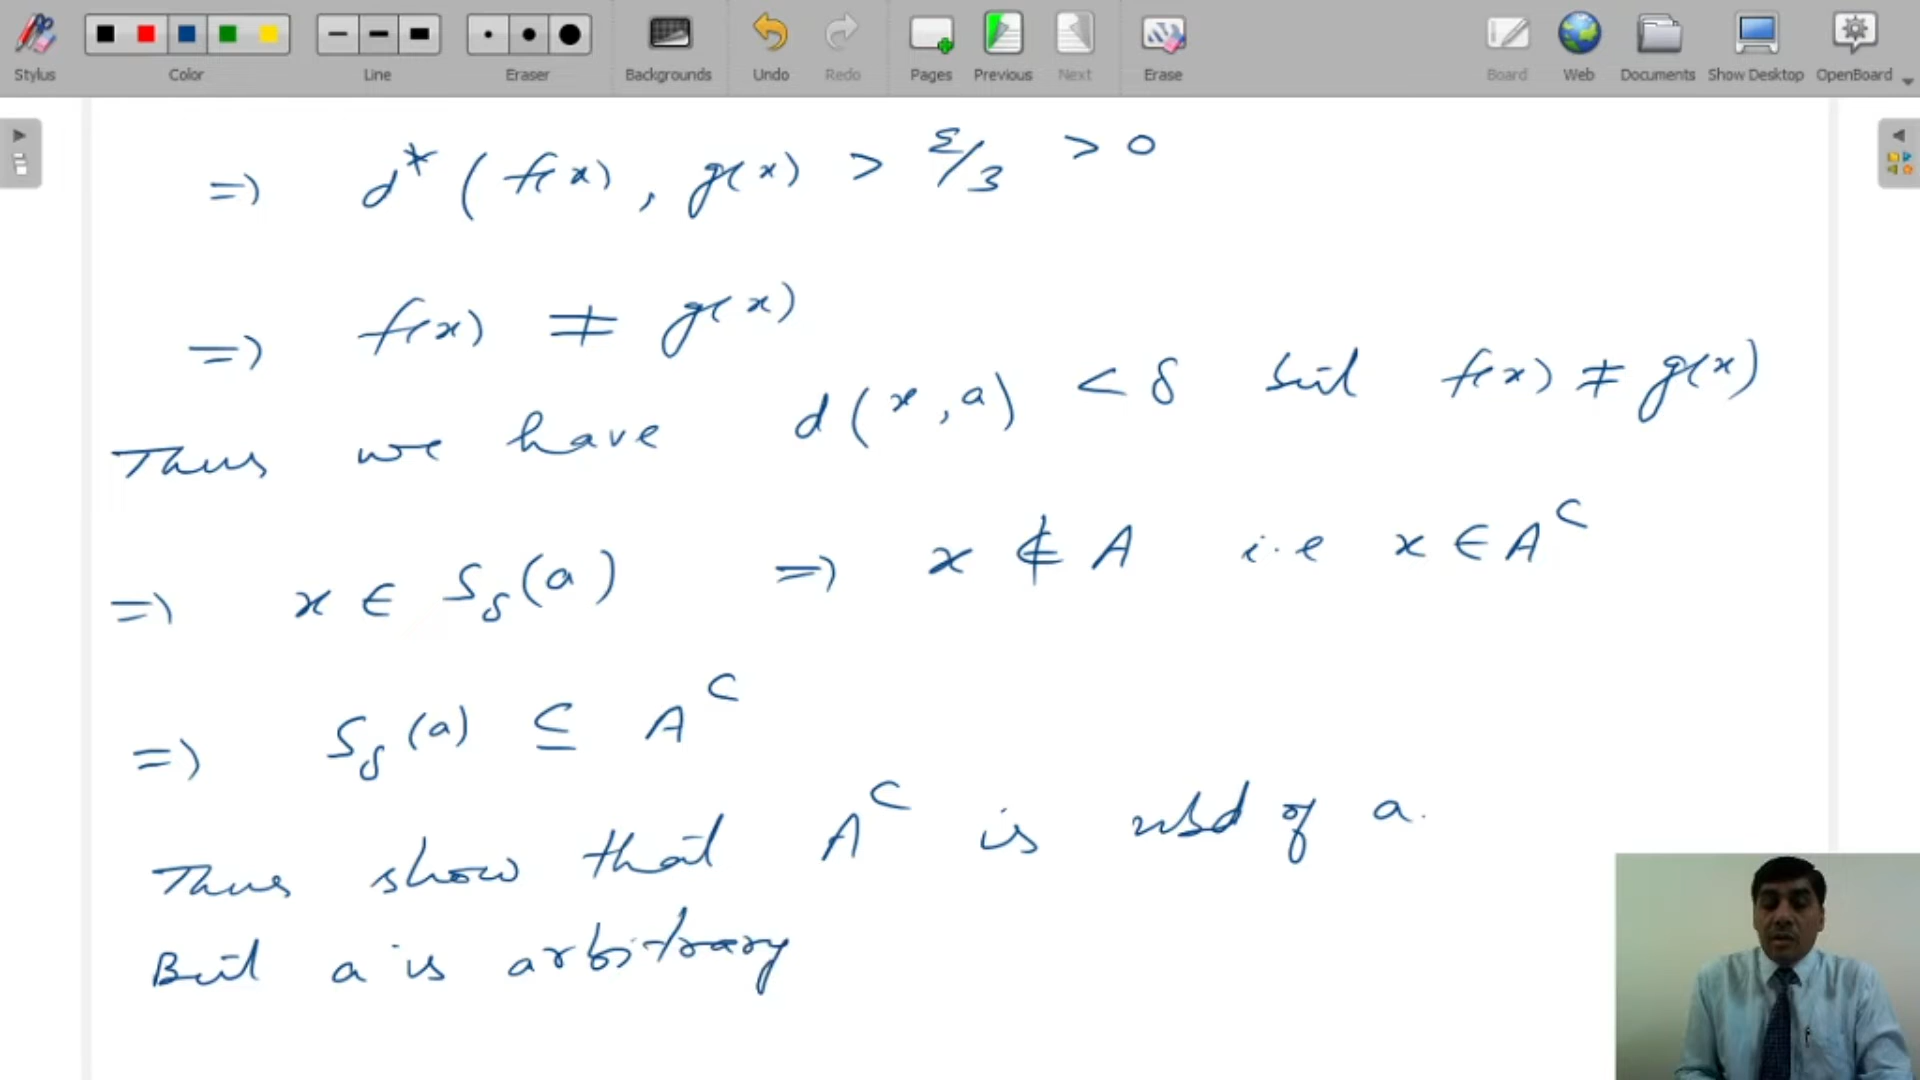 Stylus Color Line Eraser Backgrounds Undo Redo Pages Previous Next Erase Board Web Documents Show Desktop OpenBoard
=> d* ( f(x) , g(x) > ε/3 > 0
=> f(x) ≠ g(x)
Thus we have d(x, a) < δ but f(x) ≠ g(x)
=> x ∈ S_δ(a) => x ∉ A i.e x ∈ A^C
=> S_δ(a) ⊆ A^C
Thus show that A^C is nbd of a.
But a is arbitrary